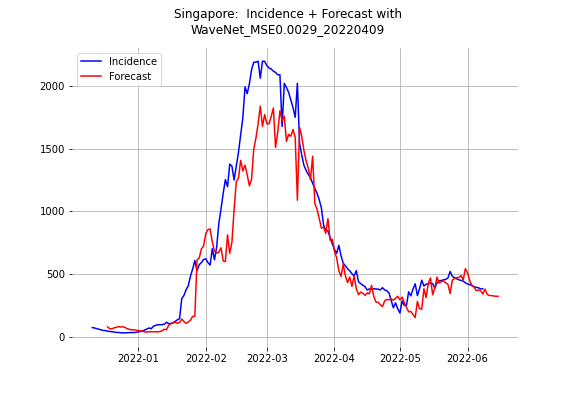 Singapore:  Incidence + Forecast with
WaveNet_MSE0.0029_20220409
Incidence
Forecast
2000
1500
1000
500
0
2022-01
2022-02
2022-03
2022-04
2022-05
2022-06